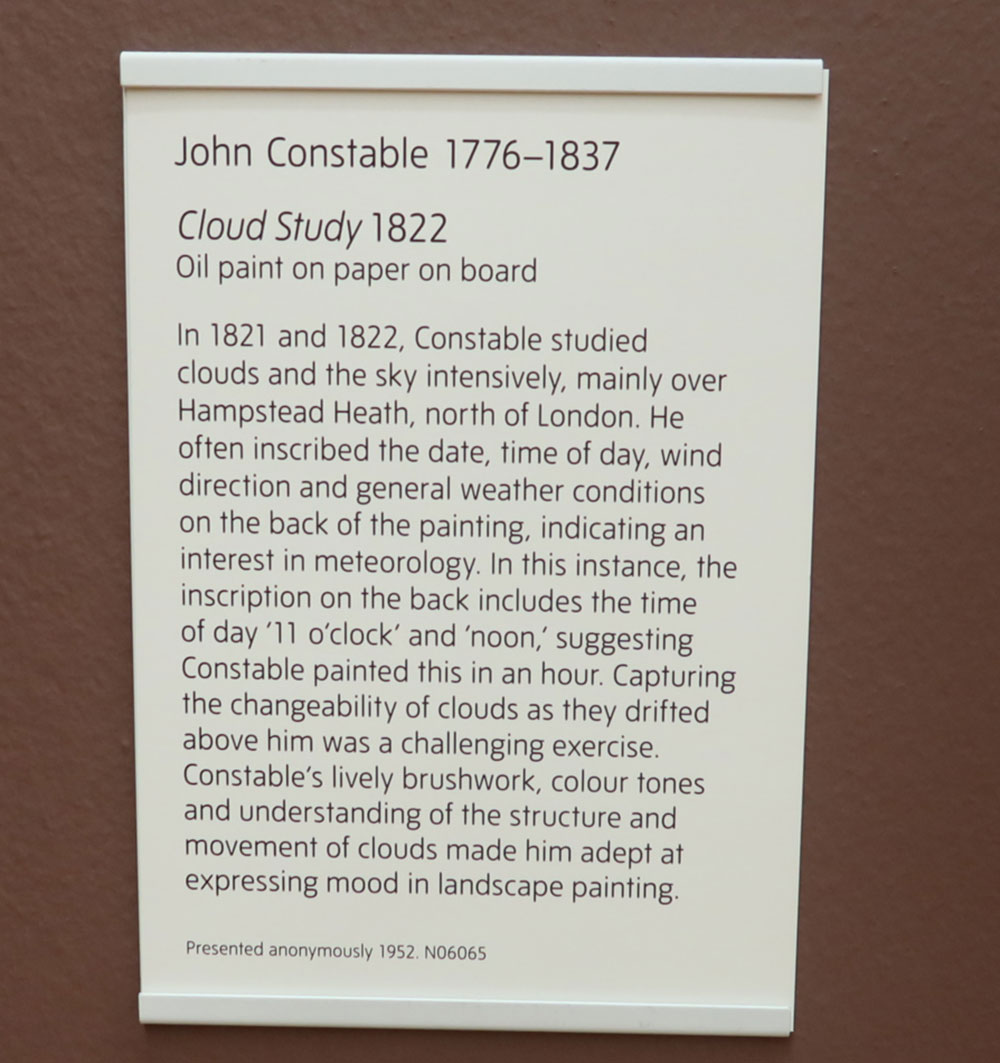 John Constable 1776–1837
Cloud Study 1822
Oil paint on paper on board
In 1821 and 1822, Constable studied
clouds and the sky intensively, mainly over
Hampstead Heath, north of London. He
often inscribed the date, time of day, wind
direction and general weather conditions
on the back of the painting, indicating an
interest in meteorology. In this instance, the
inscription on the back includes the time
of day ‘11 o’clock’ and ‘noon,’ suggesting
Constable painted this in an hour. Capturing
the changeability of clouds as they drifted
above him was a challenging exercise.
Constable’s lively brushwork, colour tones
and understanding of the structure and
movement of clouds made him adept at
expressing mood in landscape painting.
Presented anonymously 1952. N06065